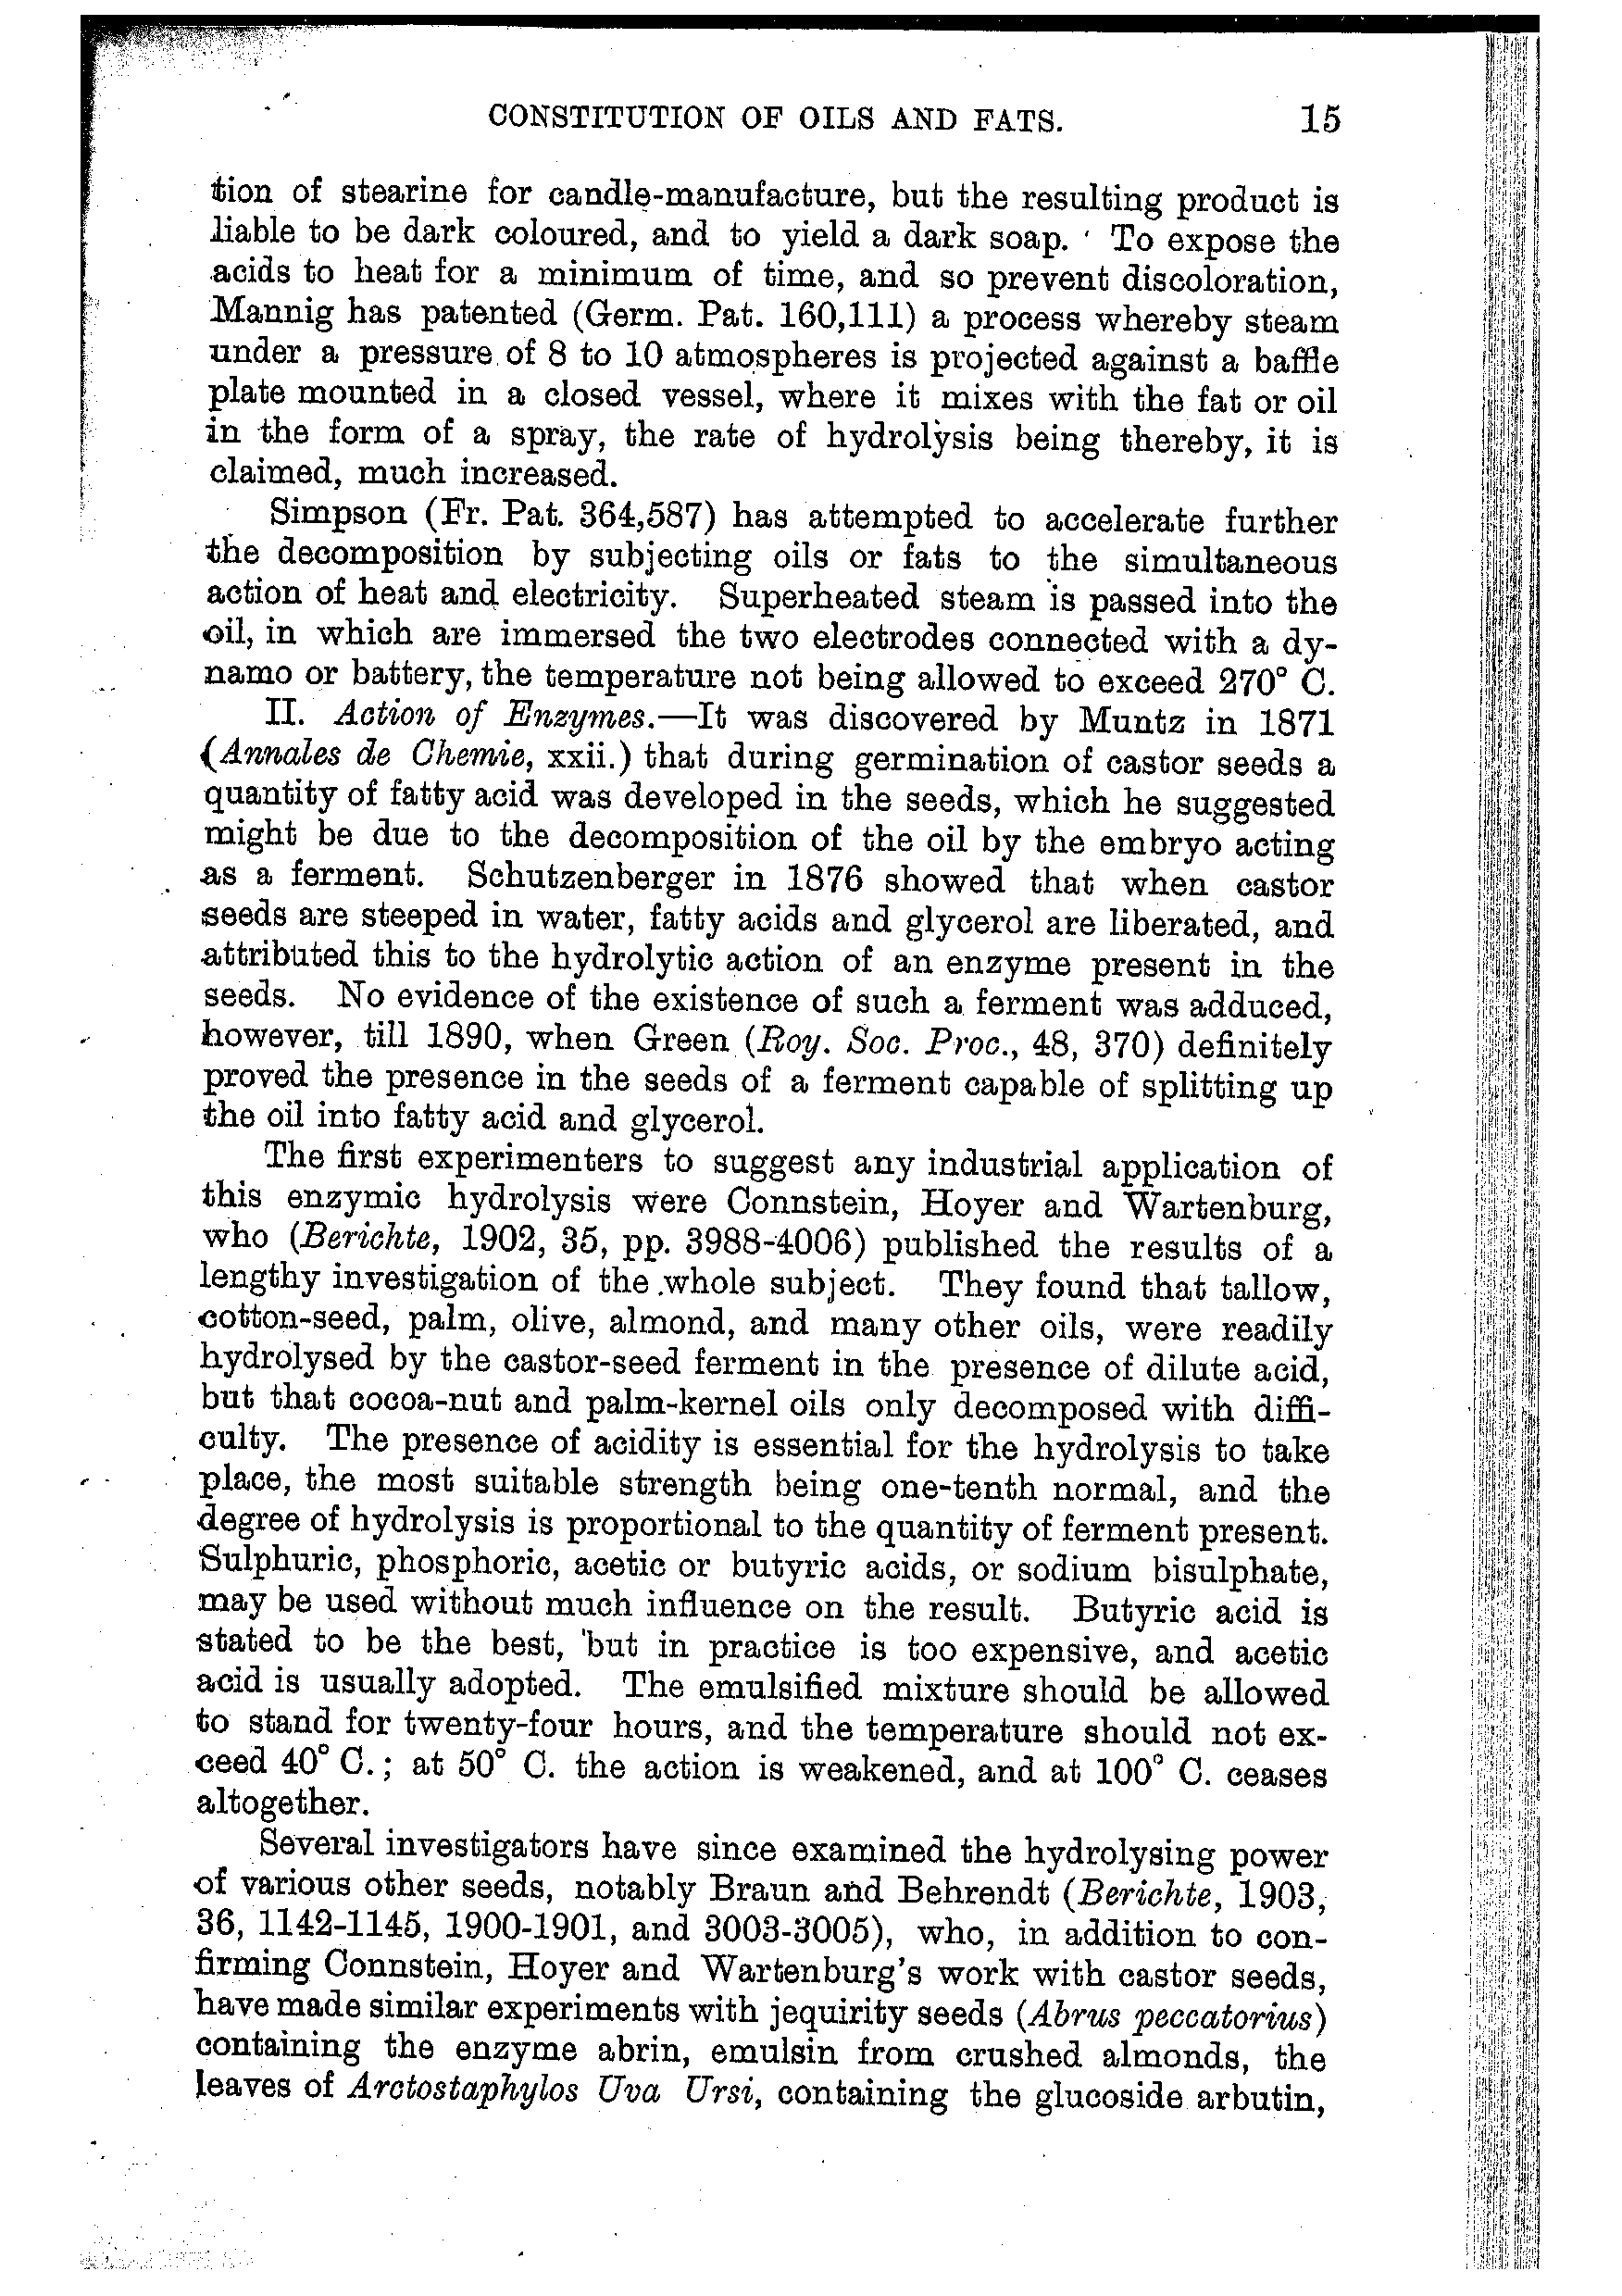 CONSTITUTION OF OILS AND FATS. 15
tion of stearine for candle-manufacture, but the resulting product is
liable to be dark coloured, and to yield a dark soap. To expose the
acids to heat for a minimum of time, and so prevent discoloration,
Mannig has patented (Germ. Pat. 160,111) a process whereby steam
under a pressure of 8 to 10 atmospheres is projected against a baffle
plate mounted in a closed vessel, where it mixes with the fat or oil
in the form of a spray, the rate of hydrolysis being thereby, it is
claimed, much increased.
Simpson (Fr. Pat. 364,587) has attempted to accelerate further
the decomposition by subjecting oils or fats to the simultaneous
action of heat and electricity. Superheated steam is passed into the
oil, in which are immersed the two electrodes connected with a dy-
namo or battery, the temperature not being allowed to exceed 270° C.
II. Action of Enzymes.—It was discovered by Muntz in 1871
(Annales de Chemie, xxii.) that during germination of castor seeds a
quantity of fatty acid was developed in the seeds, which he suggested
might be due to the decomposition of the oil by the embryo acting
as a ferment. Schutzenberger in 1876 showed that when castor
seeds are steeped in water, fatty acids and glycerol are liberated, and
attributed this to the hydrolytic action of an enzyme present in the
seeds. No evidence of the existence of such a ferment was adduced,
however, till 1890, when Green (Roy. Soc. Proc., 48, 370) definitely
proved the presence in the seeds of a ferment capable of splitting up
the oil into fatty acid and glycerol.
The first experimenters to suggest any industrial application of
this enzymic hydrolysis were Connstein, Hoyer and Wartenburg,
who (Berichte, 1902, 35, pp. 3988-4006) published the results of a
lengthy investigation of the whole subject. They found that tallow,
cotton-seed, palm, olive, almond, and many other oils, were readily
hydrolysed by the castor-seed ferment in the presence of dilute acid,
but that cocoa-nut and palm-kernel oils only decomposed with diffi-
culty. The presence of acidity is essential for the hydrolysis to take
place, the most suitable strength being one-tenth normal, and the
degree of hydrolysis is proportional to the quantity of ferment present.
Sulphuric, phosphoric, acetic or butyric acids, or sodium bisulphate,
may be used without much influence on the result. Butyric acid is
stated to be the best, but in practice is too expensive, and acetic
acid is usually adopted. The emulsified mixture should be allowed
to stand for twenty-four hours, and the temperature should not ex-
ceed 40° C.; at 50° C. the action is weakened, and at 100° C. ceases
altogether.
Several investigators have since examined the hydrolysing power
of various other seeds, notably Braun and Behrendt (Berichte, 1903,
36, 1142-1145, 1900-1901, and 3003-3005), who, in addition to con-
firming Connstein, Hoyer and Wartenburg's work with castor seeds,
have made similar experiments with jequirity seeds (Abrus peccatorius)
containing the enzyme abrin, emulsin from crushed almonds, the
leaves of Arctostaphylos Uva Ursi, containing the glucoside arbutin,